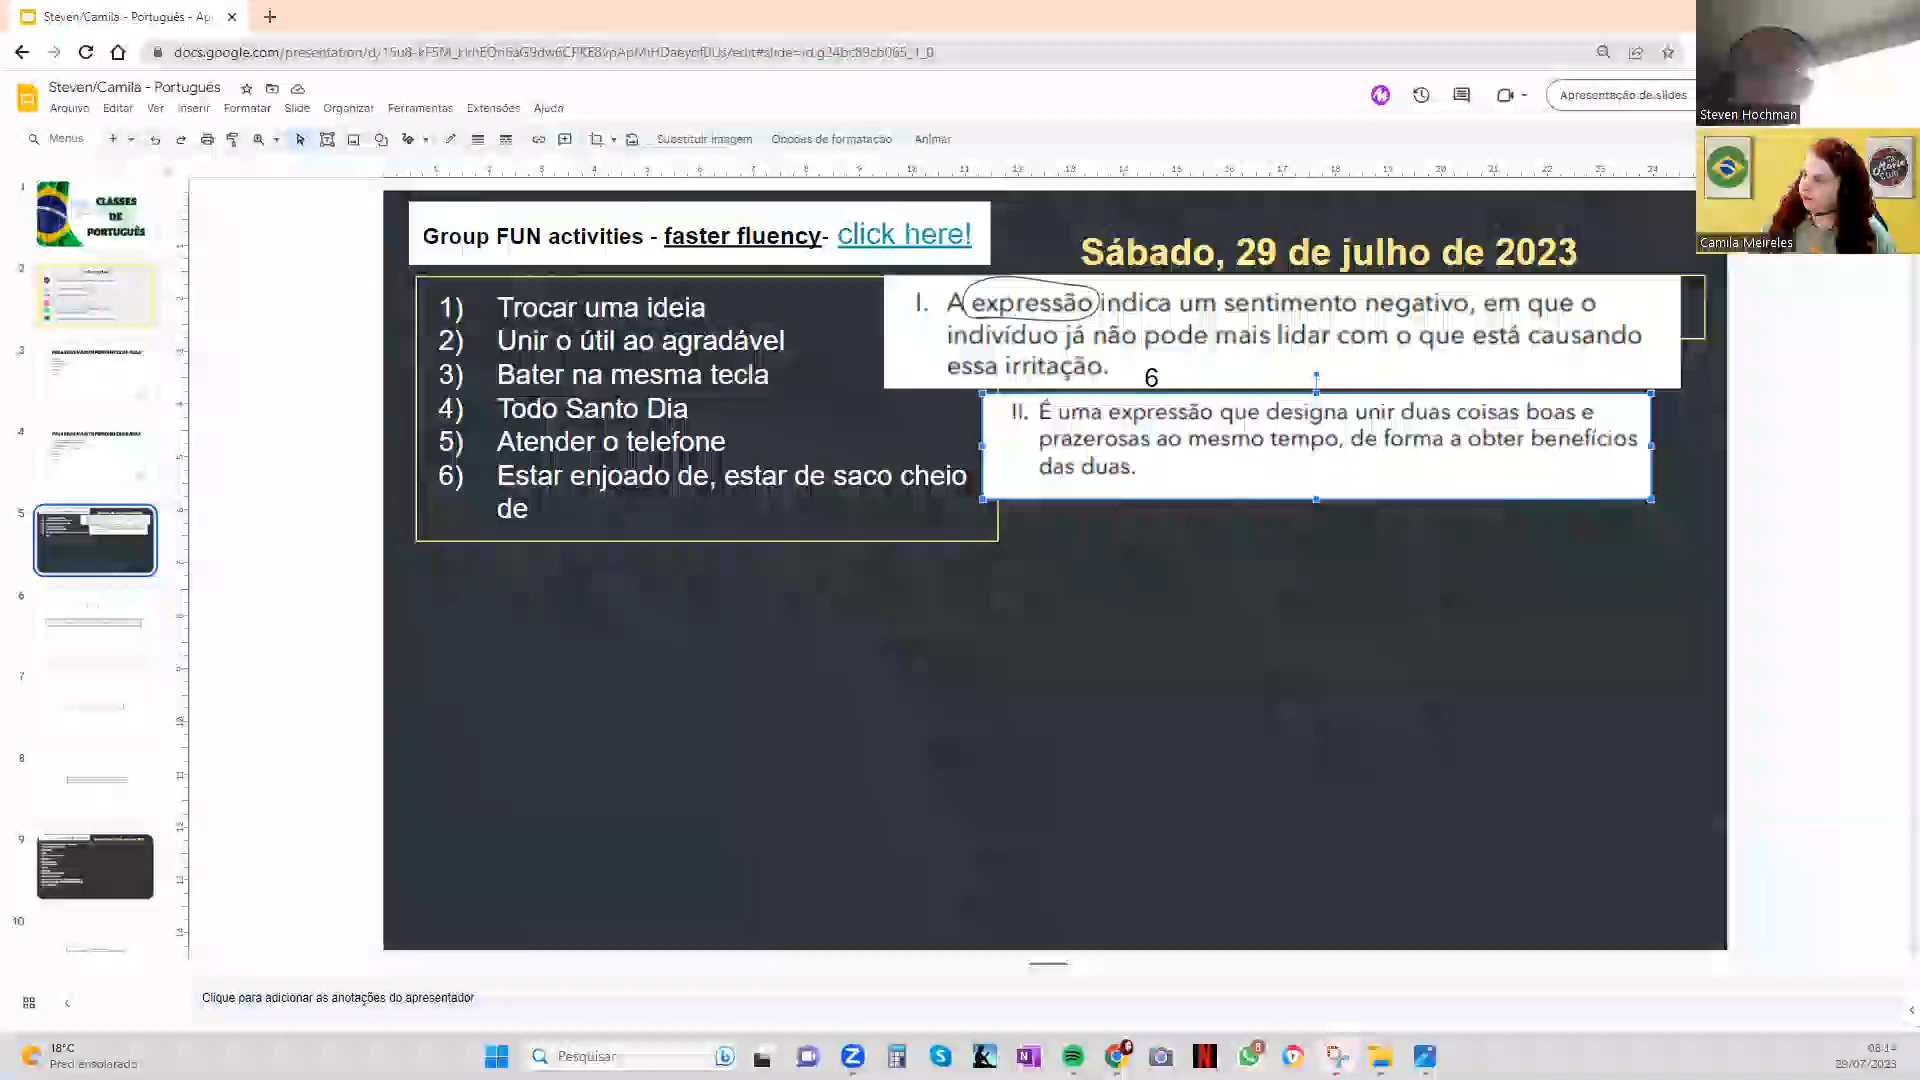 Steven/Camila - Português - Ap
Steven/Camila - Português
Arquivo Editar Ver Inserir Formatar Slide Organizar Ferramentas Extensões Ajuda
Apresentação de slides
Menus
Substituir imagem Opções de formatação Animar
Steven Hochman
Camila Meireles
CLASSES
DE
PORTUGUÊS
Group FUN activities - faster fluency- click here!
Sábado, 29 de julho de 2023
1) Trocar uma ideia
2) Unir o útil ao agradável
3) Bater na mesma tecla
4) Todo Santo Dia
5) Atender o telefone
6) Estar enjoado de, estar de saco cheio
de
I. A expressão indica um sentimento negativo, em que o
indivíduo já não pode mais lidar com o que está causando
essa irritação.
6
II. É uma expressão que designa unir duas coisas boas e
prazerosas ao mesmo tempo, de forma a obter benefícios
das duas.
Clique para adicionar as anotações do apresentador
18°C
Pred ensolarado
Pesquisar
08:14
29/07/2023